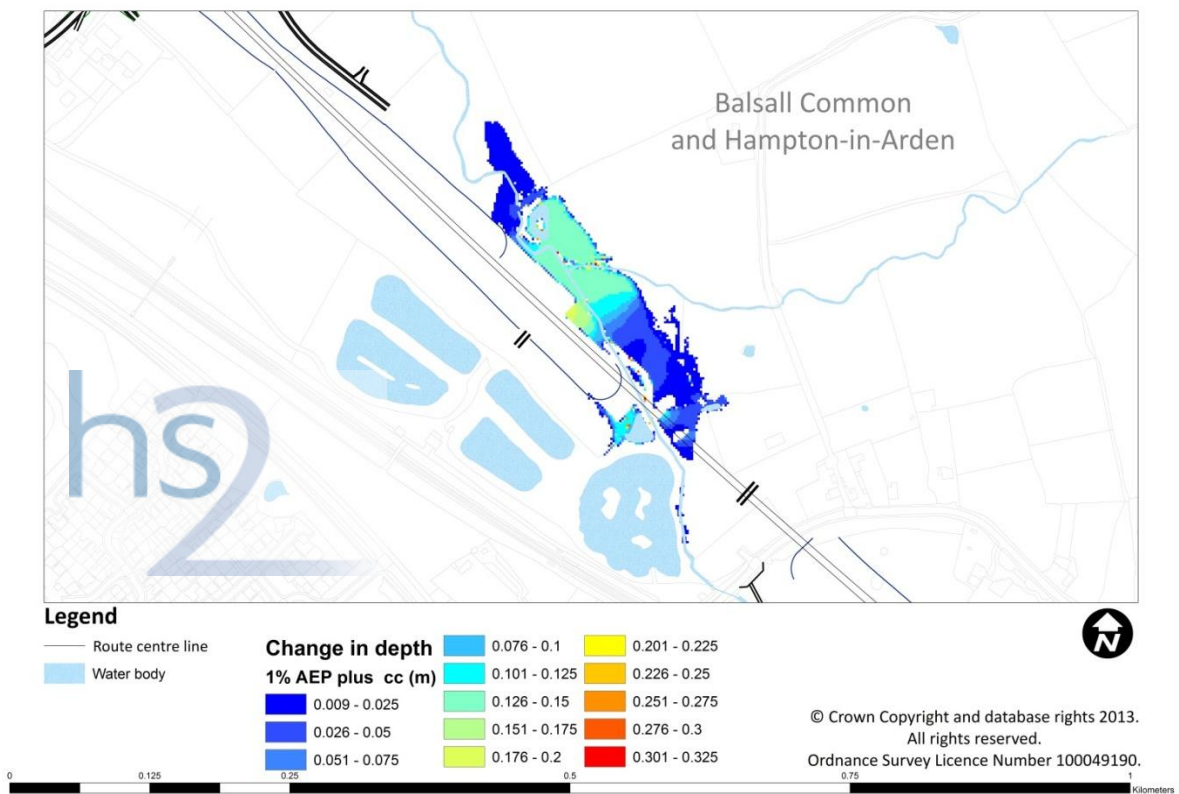 Balsall Common
and Hampton-in-Arden
hs2
Legend
Route centre line
Water body
Change in depth
1% AEP plus cc (m)
0.009 - 0.025
0.026 - 0.05
0.051 - 0.075
0.076 - 0.1
0.101 - 0.125
0.126 - 0.15
0.151 - 0.175
0.176 - 0.2
0.201 - 0.225
0.226 - 0.25
0.251 - 0.275
0.276 - 0.3
0.301 - 0.325
N
© Crown Copyright and database rights 2013.
All rights reserved.
Ordnance Survey Licence Number 100049190.
0 0.125 0.25 0.5 0.75 1
Kilometers